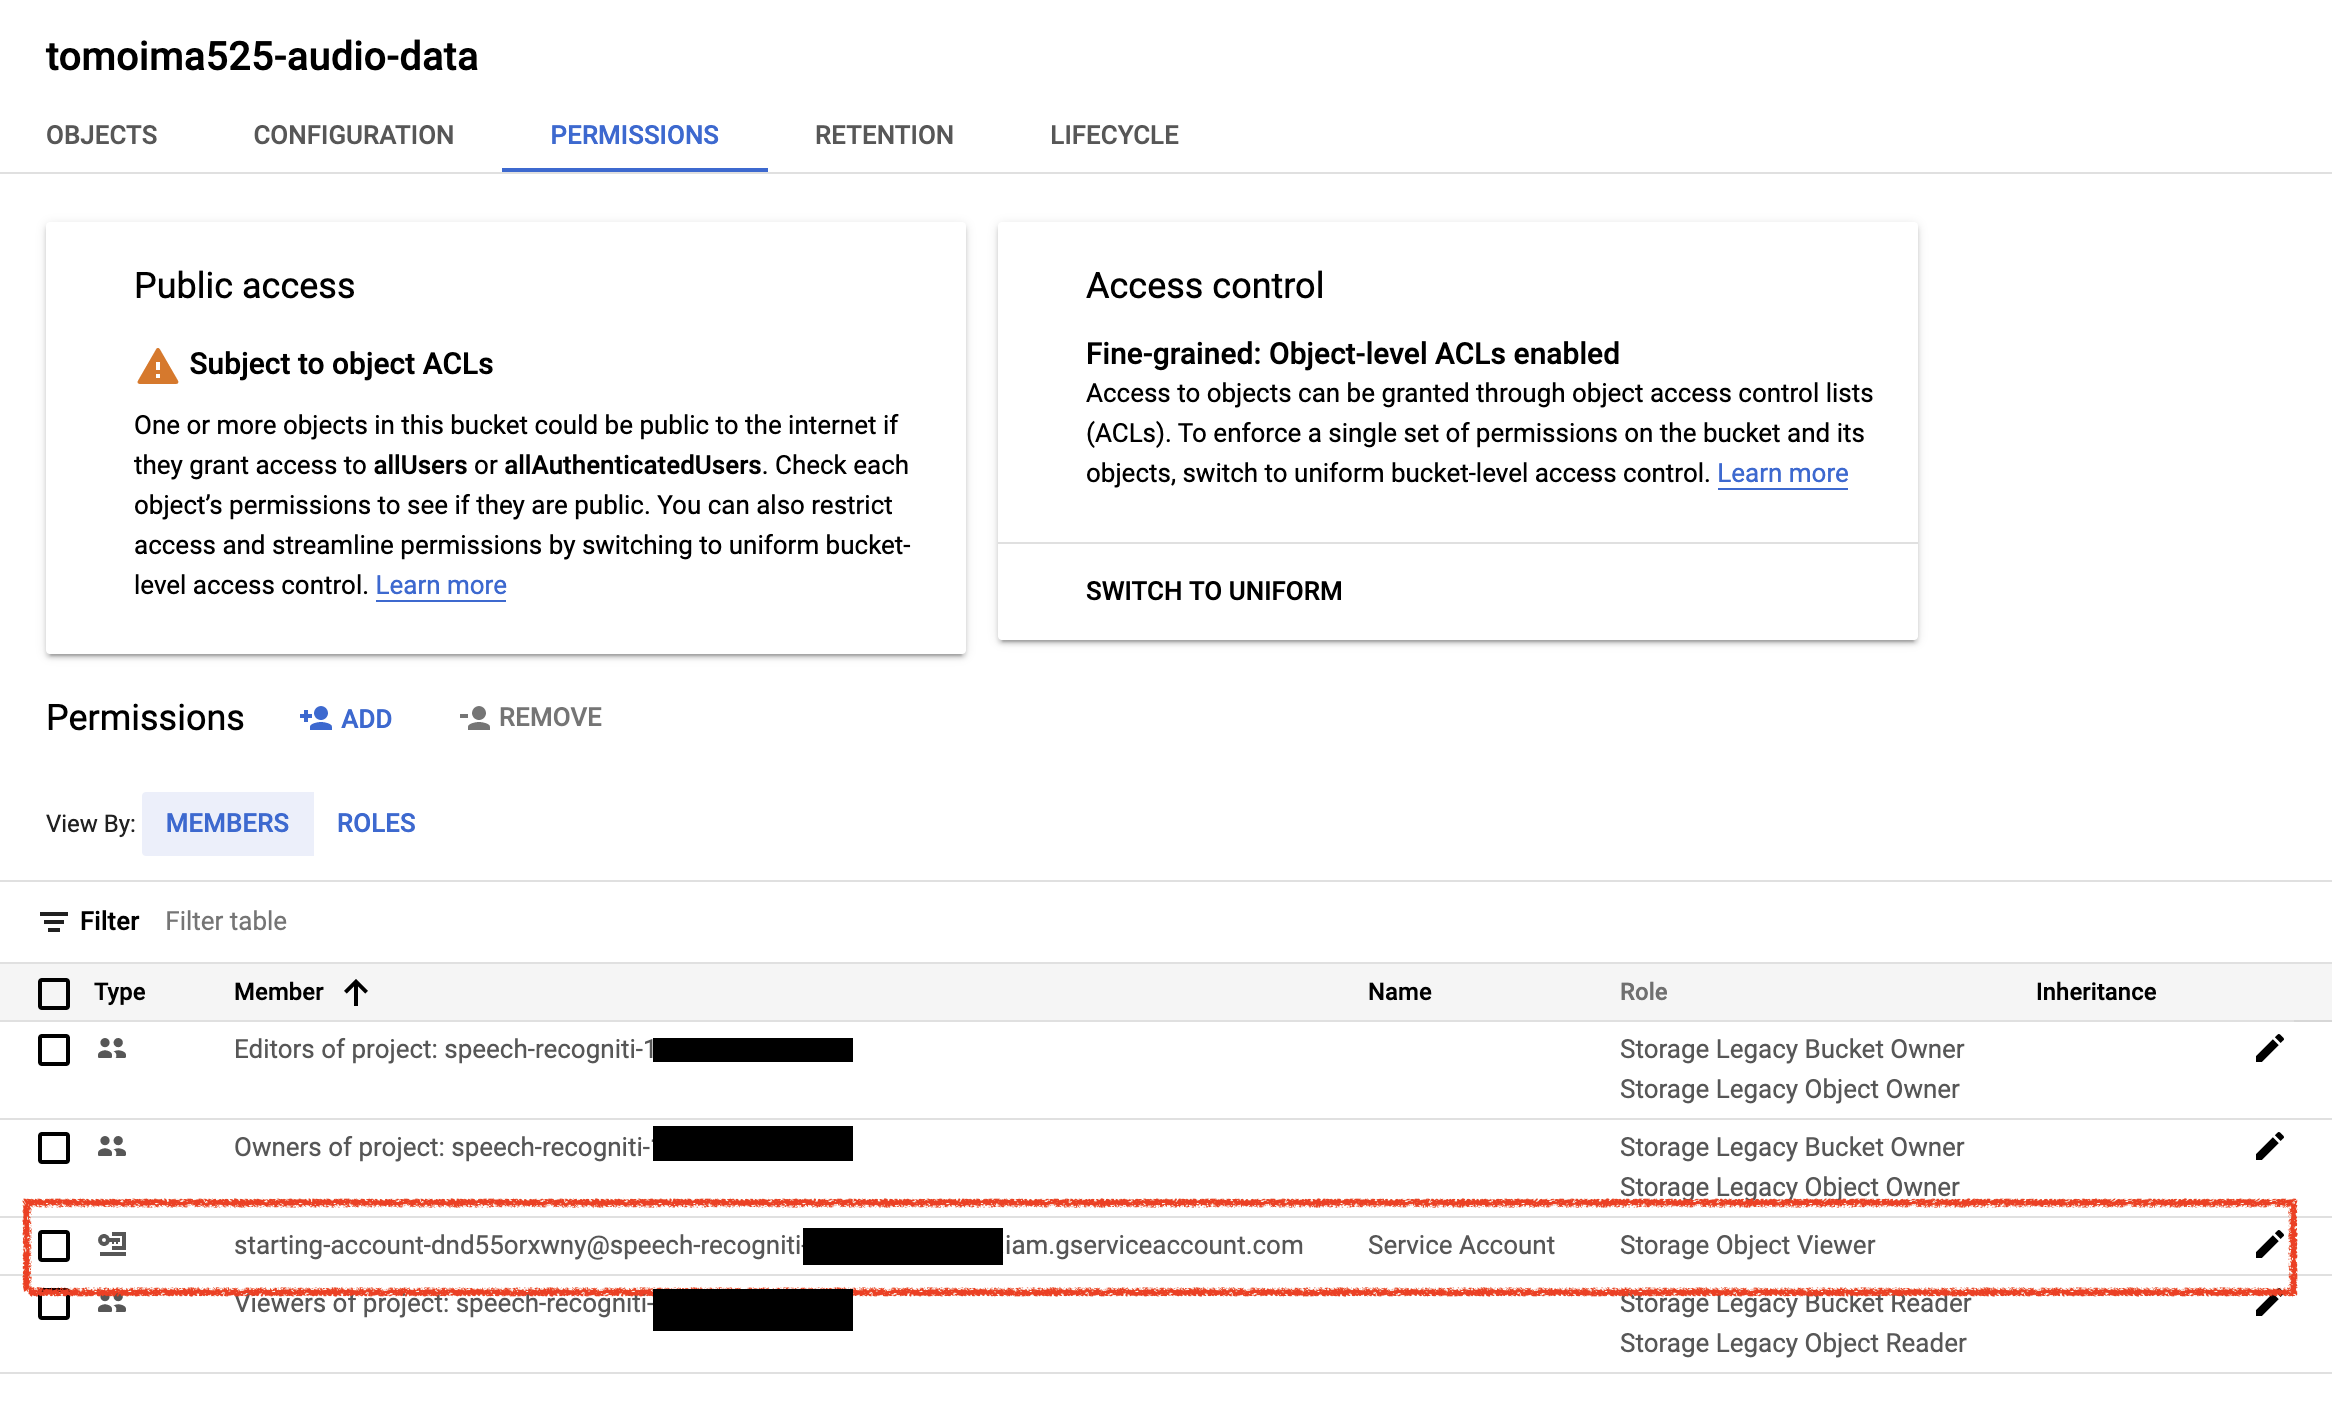 tomoima525-audio-data
OBJECTS CONFIGURATION PERMISSIONS RETENTION LIFECYCLE
Public access
Subject to object ACLs
One or more objects in this bucket could be public to the internet if
they grant access to allUsers or allAuthenticatedUsers. Check each
object's permissions to see if they are public. You can also restrict
access and streamline permissions by switching to uniform bucket-
level access control. Learn more
Access control
Fine-grained: Object-level ACLs enabled
Access to objects can be granted through object access control lists
(ACLs). To enforce a single set of permissions on the bucket and its
objects, switch to uniform bucket-level access control. Learn more
SWITCH TO UNIFORM
Permissions ADD REMOVE
View By: MEMBERS ROLES
Filter Filter table
Type Member Name Role Inheritance
Editors of project: speech-recogniti-1 Storage Legacy Bucket Owner
Storage Legacy Object Owner
Owners of project: speech-recogniti- Storage Legacy Bucket Owner
Storage Legacy Object Owner
starting-account-dnd55orxwny@speech-recogniti- iam.gserviceaccount.com Service Account Storage Object Viewer
Viewers of project: speech-recogniti- Storage Legacy Bucket Reader
Storage Legacy Object Reader